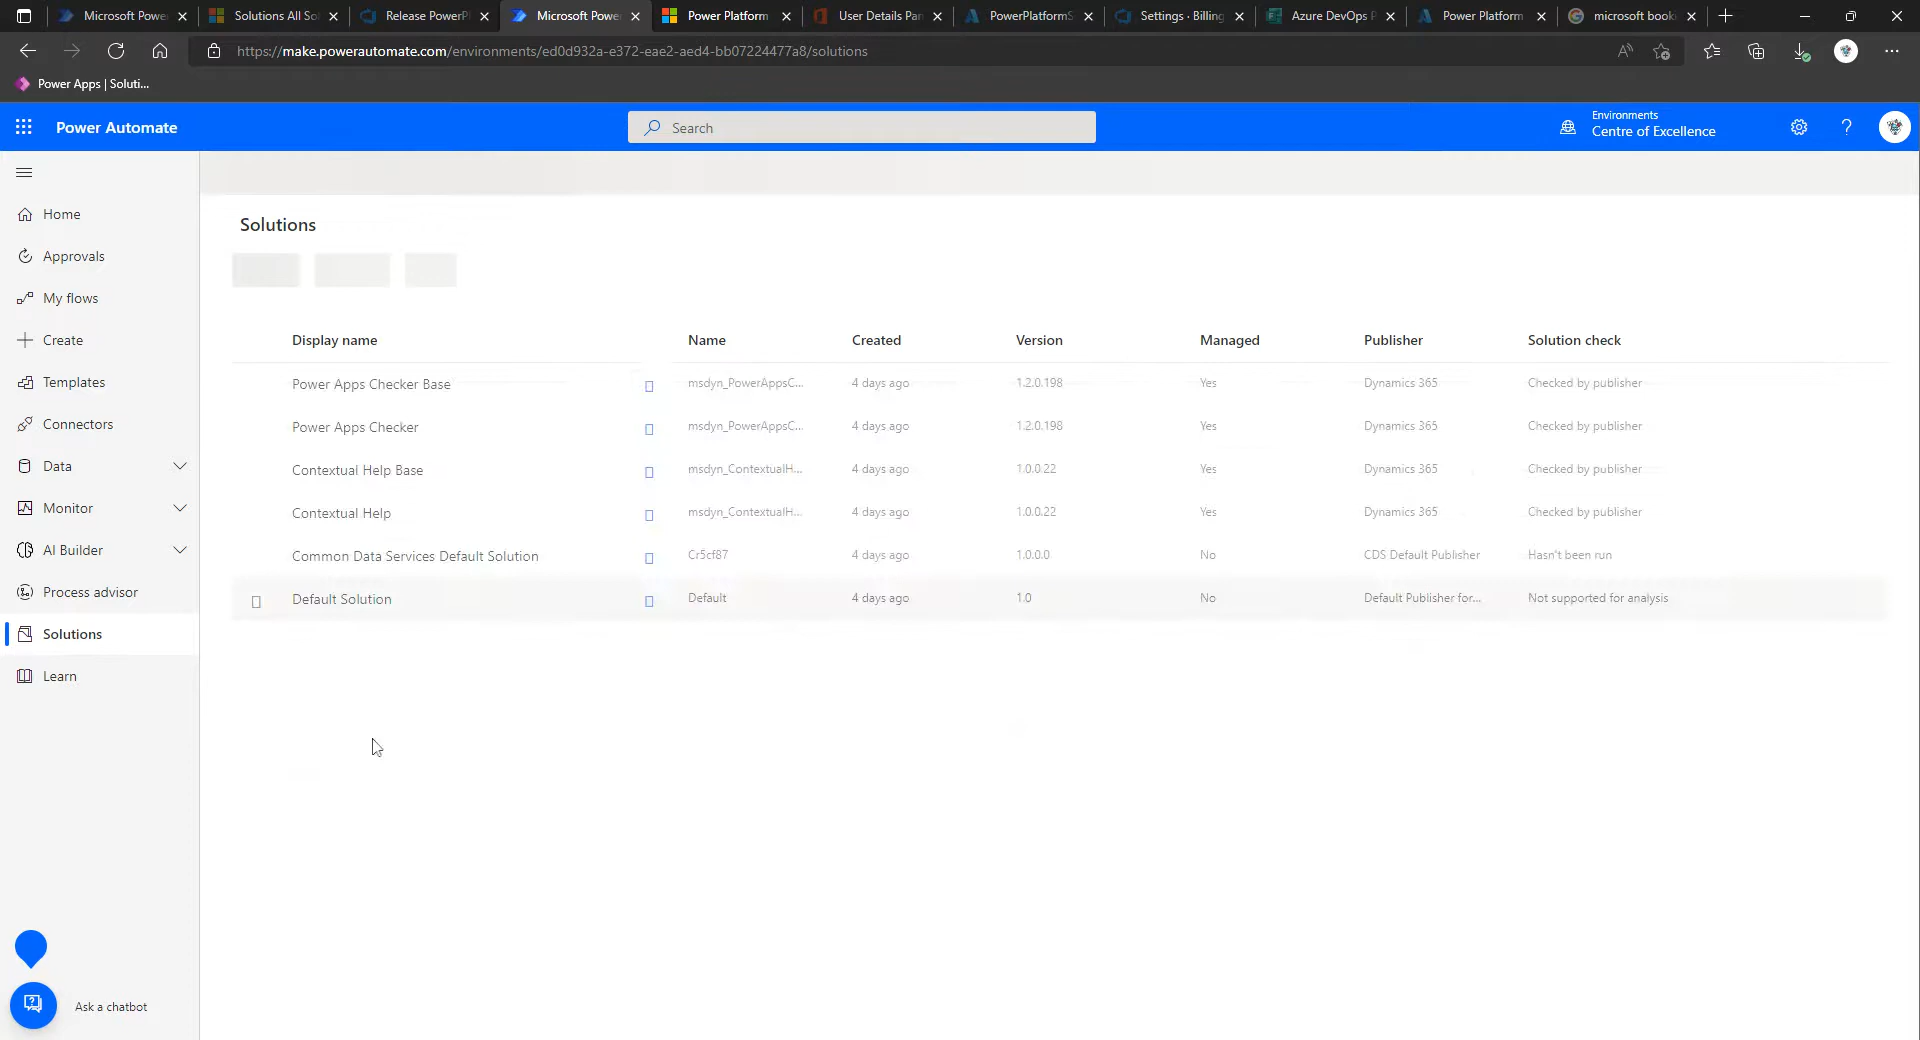 Microsoft Power
Solutions All So
Release PowerP
Microsoft Powe
Power Platform
User Details Pa
PowerPlatformS
Settings · Billing
Azure DevOps P
Power Platform
microsoft book
https://make.powerautomate.com/environments/ed0d932a-e372-eae2-aed4-bb07224477a8/solutions
Power Apps | Soluti...
Power Automate
Search
Environments
Centre of Excellence
Home
Approvals
My flows
Create
Templates
Connectors
Data
Monitor
AI Builder
Process advisor
Solutions
Learn
Ask a chatbot
Solutions
Display name Name Created Version Managed Publisher Solution check
Power Apps Checker Base msdyn_PowerAppsC... 4 days ago 1.2.0.198 Yes Dynamics 365 Checked by publisher
Power Apps Checker msdyn_PowerAppsC... 4 days ago 1.2.0.198 Yes Dynamics 365 Checked by publisher
Contextual Help Base msdyn_ContextualH... 4 days ago 1.0.0.22 Yes Dynamics 365 Checked by publisher
Contextual Help msdyn_ContextualH... 4 days ago 1.0.0.22 Yes Dynamics 365 Checked by publisher
Common Data Services Default Solution Cr5cf87 4 days ago 1.0.0.0 No CDS Default Publisher Hasn't been run
Default Solution Default 4 days ago 1.0 No Default Publisher for... Not supported for analysis